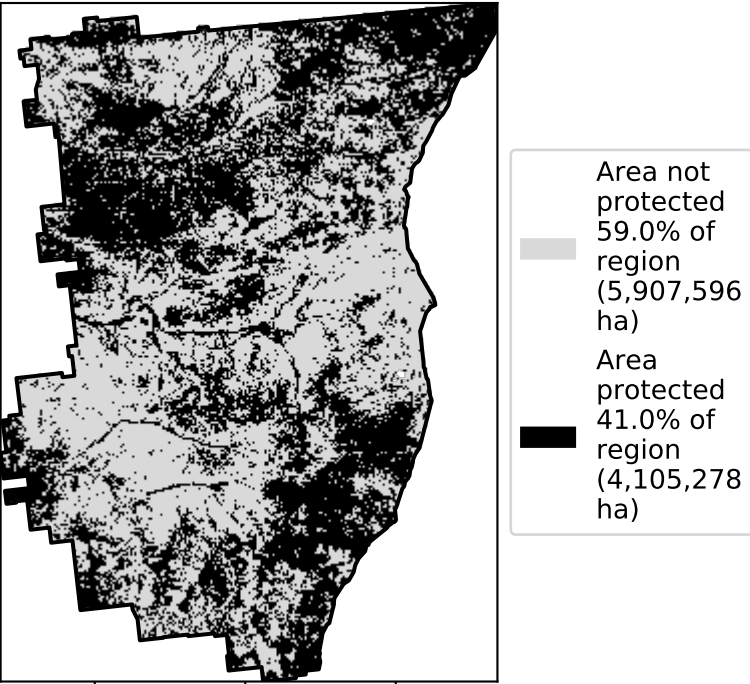 Area not
protected
59.0% of
region
(5,907,596
ha)
Area
protected
41.0% of
region
(4,105,278
ha)